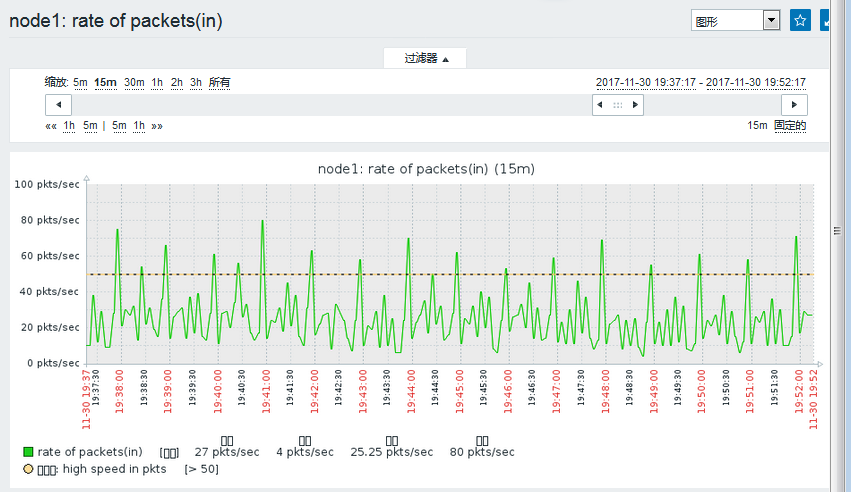 node1: rate of packets(in)
图形
过滤器
缩放: 5m 15m 30m 1h 2h 3h 所有
2017-11-30 19:37:17 - 2017-11-30 19:52:17
«« 1h 5m | 5m 1h »»
15m 固定的
node1: rate of packets(in) (15m)
100 pkts/sec
80 pkts/sec
60 pkts/sec
40 pkts/sec
20 pkts/sec
0 pkts/sec
11-30 19:37 19:37:30 19:38:00 19:38:30 19:39:00 19:39:30 19:40:00 19:40:30 19:41:00 19:41:30 19:42:00 19:42:30 19:43:00 19:43:30 19:44:00 19:44:30 19:45:00 19:45:30 19:46:00 19:46:30 19:47:00 19:47:30 19:48:00 19:48:30 19:49:00 19:49:30 19:50:00 19:50:30 19:51:00 19:51:30 19:52:00 11-30 19:52
rate of packets(in) [▯▯] 27 pkts/sec 4 pkts/sec 25.25 pkts/sec 80 pkts/sec
▯▯▯: high speed in pkts [> 50]